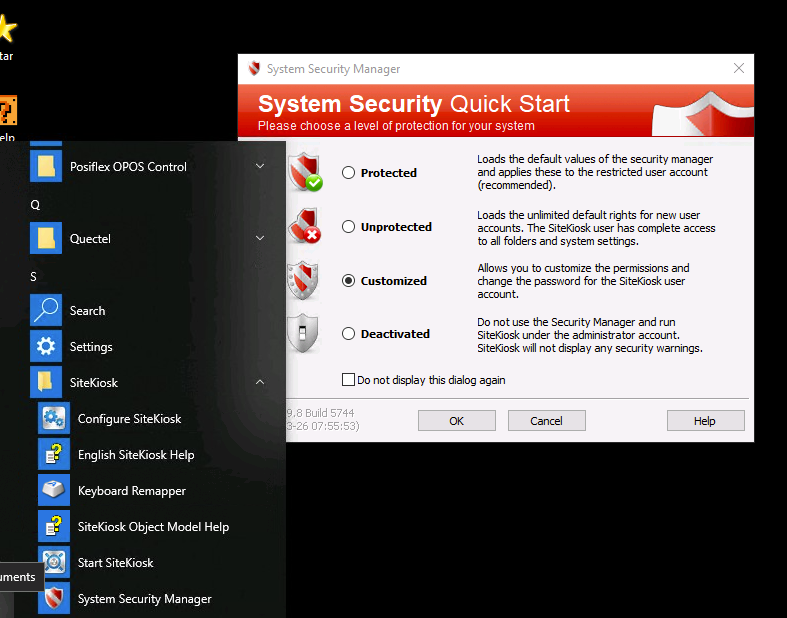 tar
elp
Posiflex OPOS Control
Q
Quectel
S
Search
Settings
SiteKiosk
Configure SiteKiosk
English SiteKiosk Help
Keyboard Remapper
SiteKiosk Object Model Help
Start SiteKiosk
uments
System Security Manager
System Security Manager
System Security Quick Start
Please choose a level of protection for your system
Protected
Loads the default values of the security manager
and applies these to the restricted user account
(recommended).
Unprotected
Loads the unlimited default rights for new user
accounts. The SiteKiosk user has complete access
to all folders and system settings.
Customized
Allows you to customize the permissions and
change the password for the SiteKiosk user
account.
Deactivated
Do not use the Security Manager and run
SiteKiosk under the administrator account.
SiteKiosk will not display any security warnings.
Do not display this dialog again
9.8 Build 5744
3-26 07:55:53)
OK
Cancel
Help